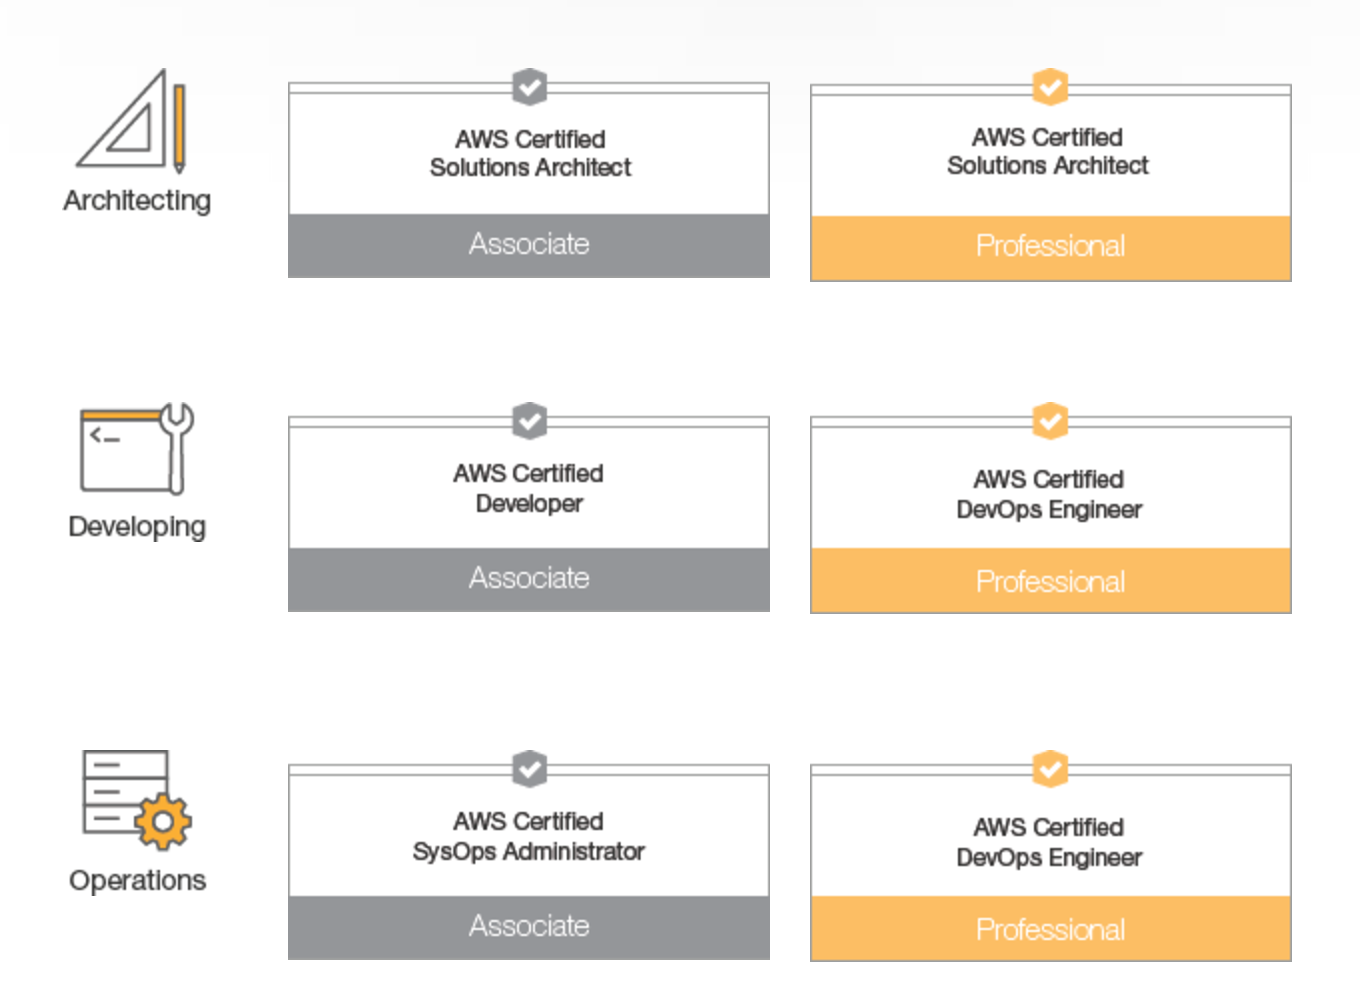 Architecting
AWS Certified
Solutions Architect
Associate
AWS Certified
Solutions Architect
Professional
<_
Developing
AWS Certified
Developer
Associate
AWS Certified
DevOps Engineer
Professional
Operations
AWS Certified
SysOps Administrator
Associate
AWS Certified
DevOps Engineer
Professional